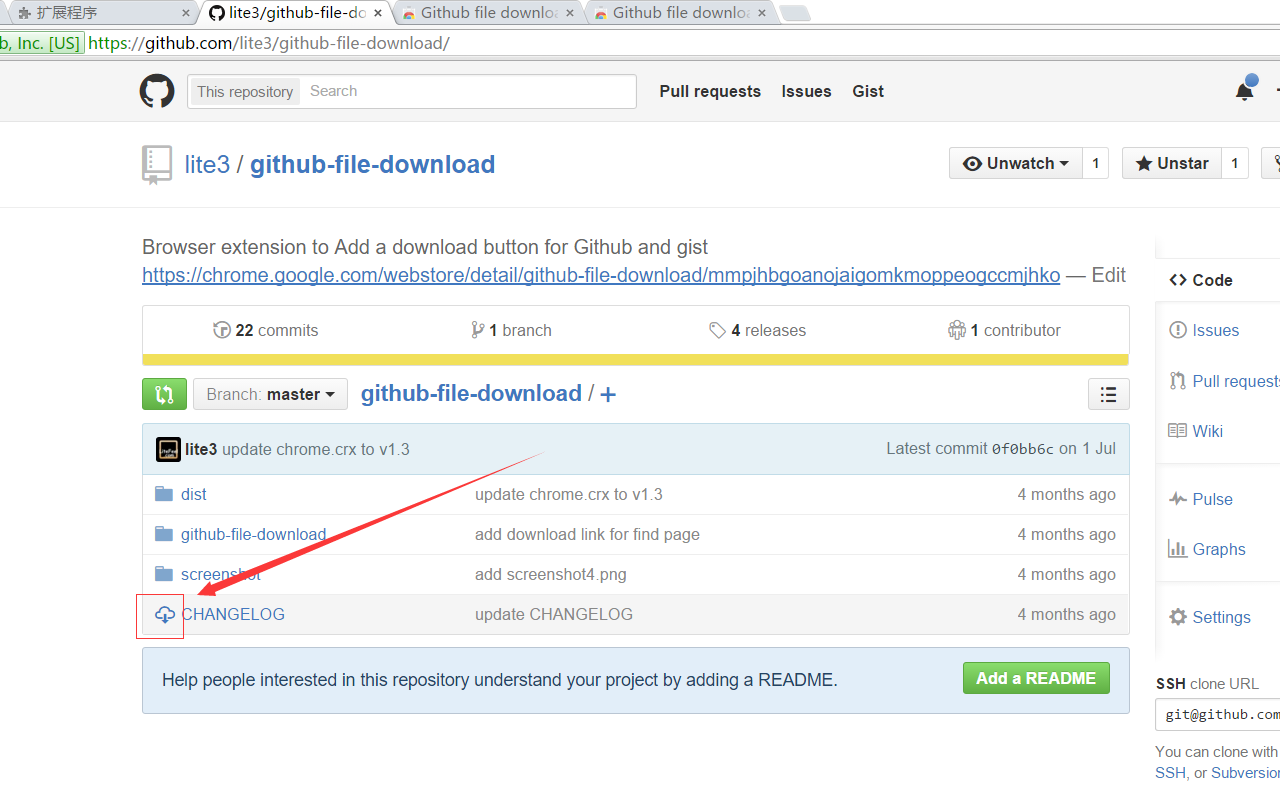 扩展程序
lite3/github-file-do
Github file downloa
Github file downloa
b, Inc. [US] https://github.com/lite3/github-file-download/
This repository Search Pull requests Issues Gist
lite3 / github-file-download Unwatch 1 Unstar 1
Browser extension to Add a download button for Github and gist
https://chrome.google.com/webstore/detail/github-file-download/mmpjhbgoanojaigomkmoppeogccmjhko — Edit
22 commits 1 branch 4 releases 1 contributor
Branch: master github-file-download / +
lite3 update chrome.crx to v1.3 Latest commit 0f0bb6c on 1 Jul
dist update chrome.crx to v1.3 4 months ago
github-file-download add download link for find page 4 months ago
screenshot add screenshot4.png 4 months ago
CHANGELOG update CHANGELOG 4 months ago
Help people interested in this repository understand your project by adding a README. Add a README
Code
Issues
Pull requests
Wiki
Pulse
Graphs
Settings
SSH clone URL
git@github.com
You can clone with
SSH, or Subversion